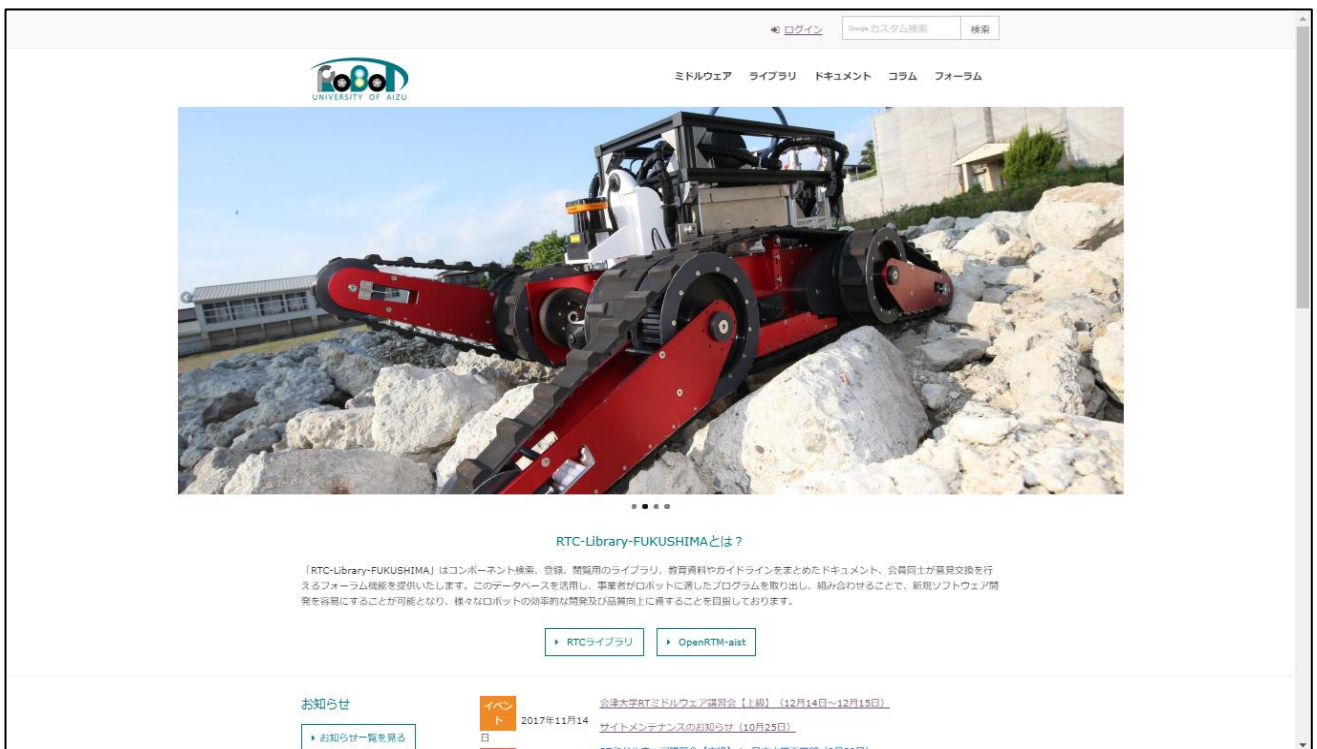 ログイン
Google カスタム検索
検索
RoBoT
UNIVERSITY OF AIZU
ミドルウェア ライブラリ ドキュメント コラム フォーラム
RTC-Library-FUKUSHIMAとは？
「RTC-Library-FUKUSHIMA」はコンポーネント検索、登録、閲覧用のライブラリ、教育資料やガイドラインをまとめたドキュメント、会員同士が意見交換を行
えるフォーラム機能を提供いたします。このデータベースを活用し、事業者がロボットに適したプログラムを取り出し、組み合わせることで、新規ソフトウェア開
発を容易にすることが可能となり、様々なロボットの効率的な開発及び品質向上に資することを目指しております。
RTCライブラリ
OpenRTM-aist
お知らせ
お知らせ一覧を見る
イベン
ト
2017年11月14
日
会津大学RTミドルウェア講習会【上級】（12月14日～12月15日）
サイトメンテナンスのお知らせ（10月25日）